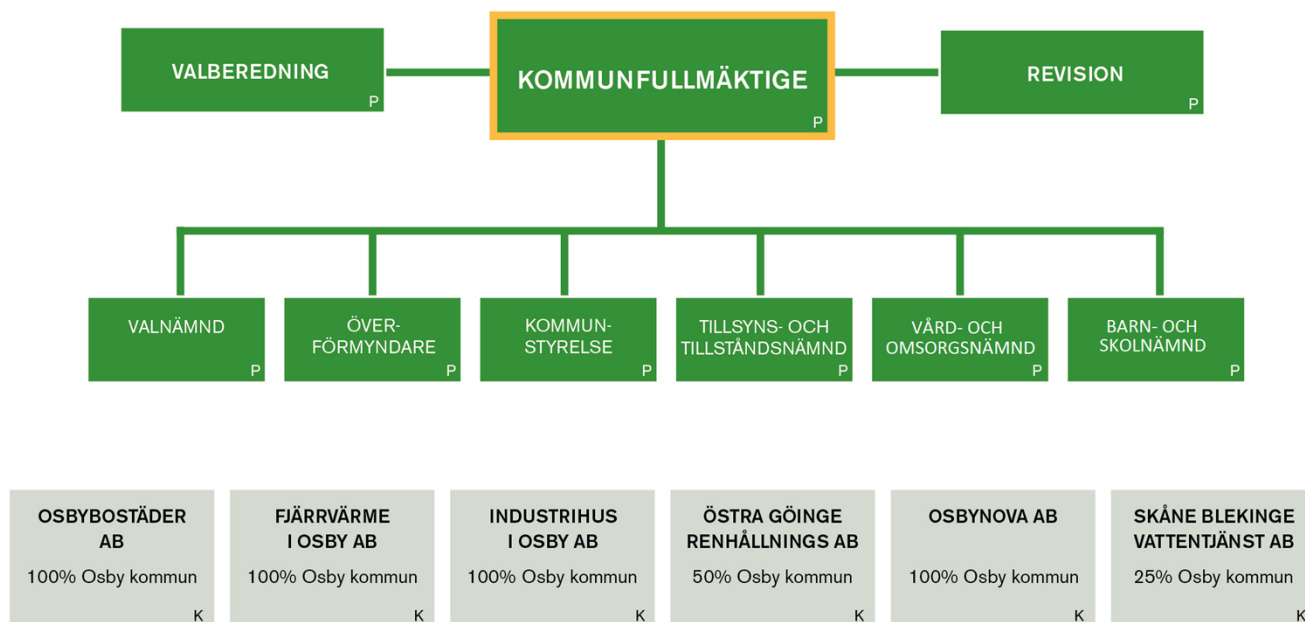 VALBEREDNING
P
KOMMUNFULLMÄKTIGE
P
REVISION
P
VALNÄMND
P
ÖVER-
FÖRMYNDARE
P
KOMMUN-
STYRELSE
P
TILLSYNS- OCH
TILLSTÅNDSNÄMND
P
VÅRD- OCH
OMSORGSNÄMND
P
BARN- OCH
SKOLNÄMND
P
OSBYBOSTÄDER
AB
100% Osby kommun
K
FJÄRRVÄRME
I OSBY AB
100% Osby kommun
K
INDUSTRIHUS
I OSBY AB
100% Osby kommun
K
ÖSTRA GÖINGE
RENHÅLLNINGS AB
50% Osby kommun
K
OSBYNOVA AB
100% Osby kommun
K
SKÅNE BLEKINGE
VATTENTJÄNST AB
25% Osby kommun
K